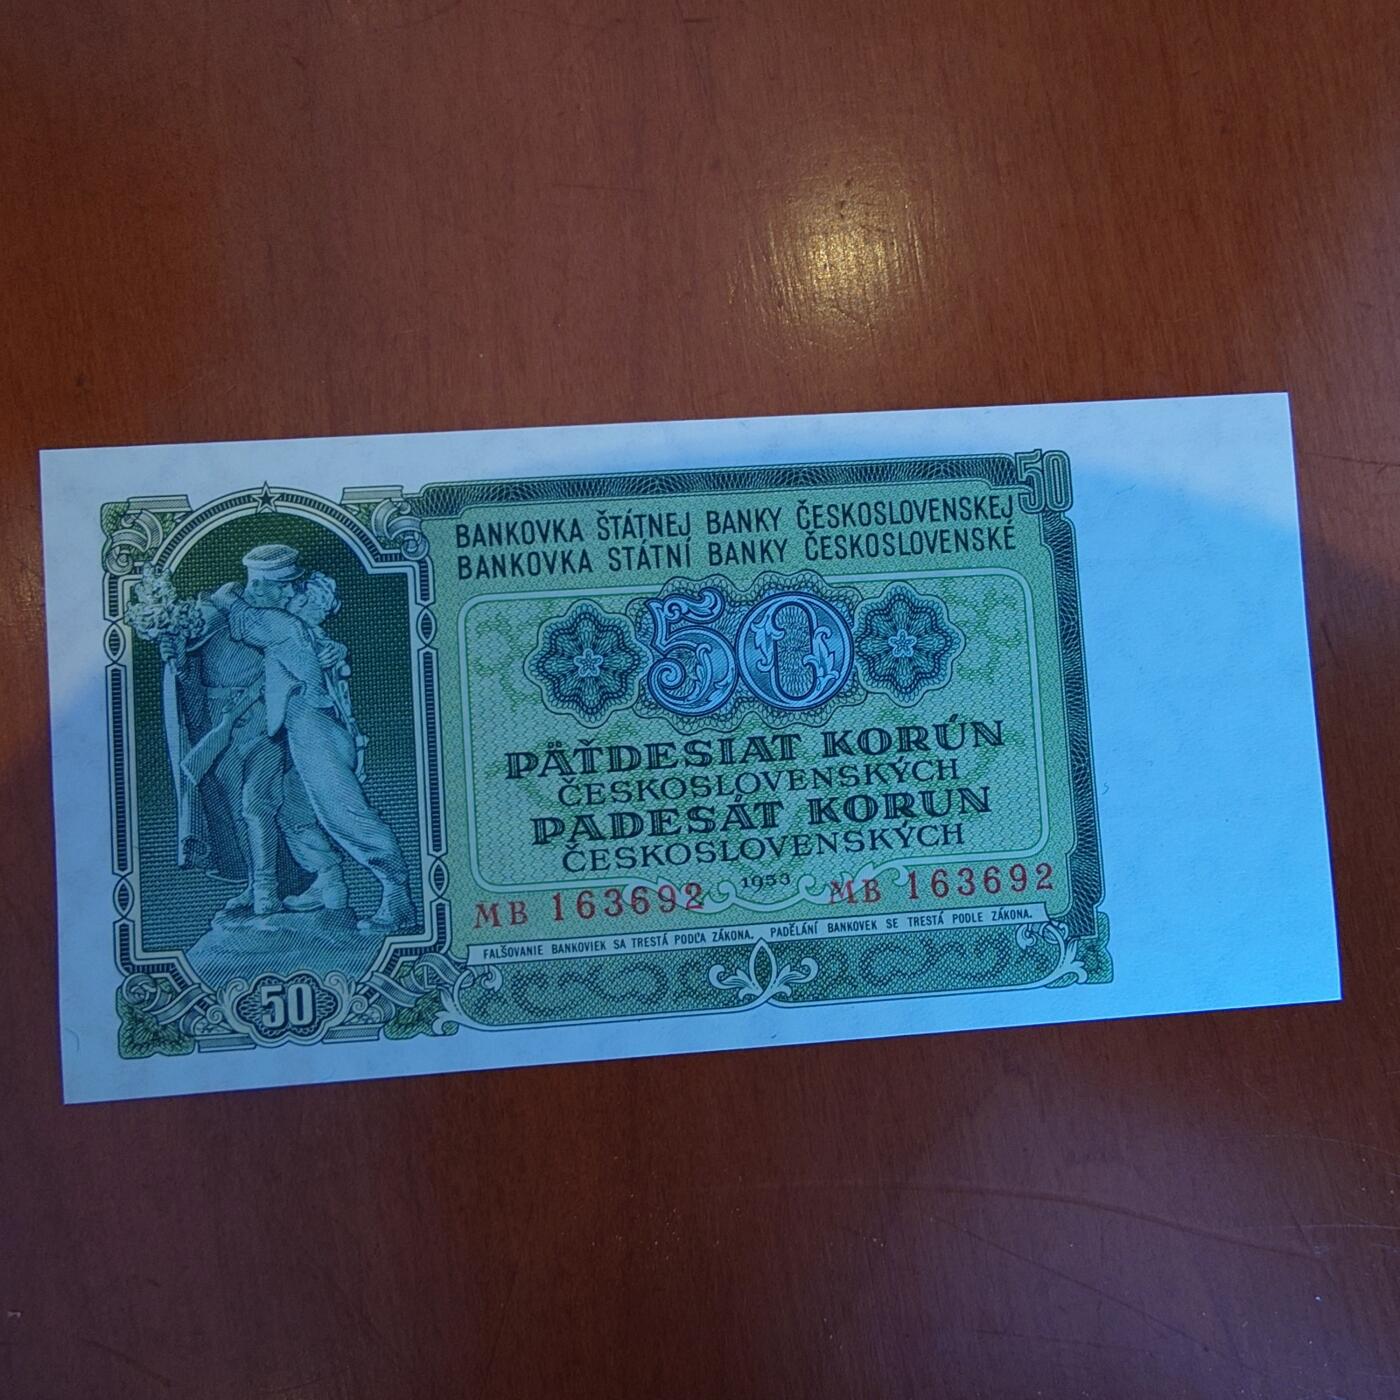 50
BANKOVKA ŠTÁTNEJ BANKY ČESKOSLOVENSKEJ
BANKOVKA STÁTNÍ BANKY ČESKOSLOVENSKÉ
50
PÄŤDESIAT KORÚN
ČESKOSLOVENSKÝCH
PADESÁT KORUN
ČESKOSLOVENSKÝCH
1953
MB 163692 MB 163692
FALŠOVANIE BANKOVIEK SA TRESTÁ PODĽA ZÁKONA. PADĚLÁNÍ BANKOVEK SE TRESTÁ PODLE ZÁKONA.
50